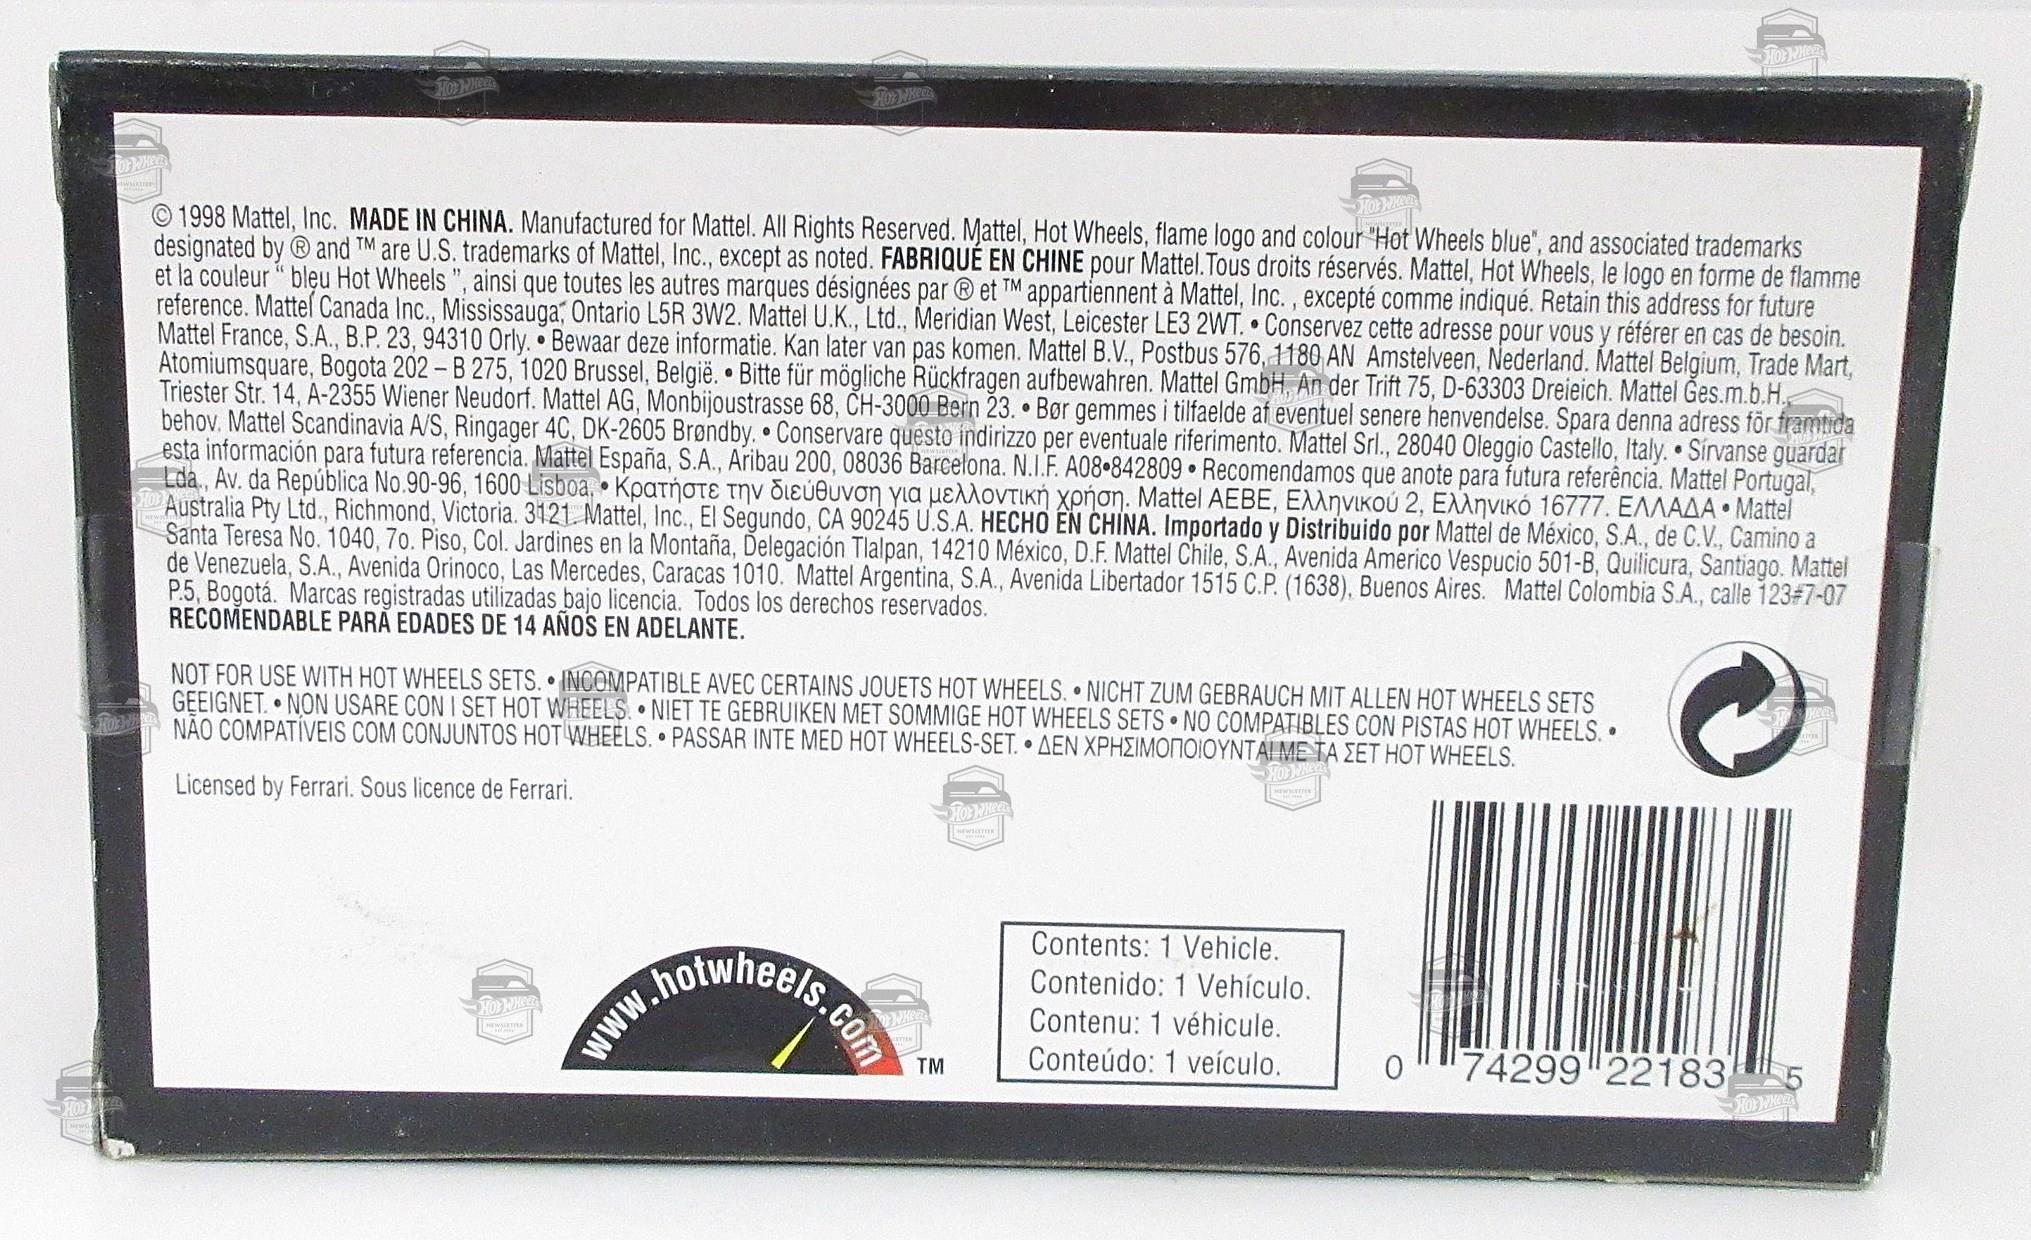 © 1998 Mattel, Inc. MADE IN CHINA. Manufactured for Mattel. All Rights Reserved. Mattel, Hot Wheels, flame logo and colour "Hot Wheels blue", and associated trademarks
designated by ® and ™ are U.S. trademarks of Mattel, Inc., except as noted. FABRIQUÉ EN CHINE pour Mattel. Tous droits réservés. Mattel, Hot Wheels, le logo en forme de flamme
et la couleur " bleu Hot Wheels ", ainsi que toutes les autres marques désignées par ® et ™ appartiennent à Mattel, Inc. , excepté comme indiqué. Retain this address for future
reference. Mattel Canada Inc., Mississauga, Ontario L5R 3W2. Mattel U.K., Ltd., Meridian West, Leicester LE3 2WT. • Conservez cette adresse pour vous y référer en cas de besoin.
Mattel France, S.A., B.P. 23, 94310 Orly. • Bewaar deze informatie. Kan later van pas komen. Mattel B.V., Postbus 576, 1180 AN Amstelveen, Nederland. Mattel Belgium, Trade Mart,
Atomiumsquare, Bogota 202 – B 275, 1020 Brussel, België. • Bitte für mögliche Rückfragen aufbewahren. Mattel GmbH, An der Trift 75, D-63303 Dreieich. Mattel Ges.m.b.H.,
Triester Str. 14, A-2355 Wiener Neudorf. Mattel AG, Monbijoustrasse 68, CH-3000 Bern 23. • Bør gemmes i tilfaelde af eventuel senere henvendelse. Spara denna adress för framtida
behov. Mattel Scandinavia A/S, Ringager 4C, DK-2605 Brøndby. • Conservare questo indirizzo per eventuale riferimento. Mattel Srl., 28040 Oleggio Castello, Italy. • Sírvanse guardar
esta información para futura referencia. Mattel España, S.A., Aribau 200, 08036 Barcelona. N.I.F. A08•842809 • Recomendamos que anote para futura referência. Mattel Portugal,
Lda., Av. da República No.90-96, 1600 Lisboa, • Κρατήστε την διεύθυνση για μελλοντική χρήση. Mattel ΑΕΒΕ, Ελληνικού 2, Ελληνικό 16777. ΕΛΛΑΔΑ • Mattel
Australia Pty Ltd., Richmond, Victoria. 3121. Mattel, Inc., El Segundo, CA 90245 U.S.A. HECHO EN CHINA. Importado y Distribuido por Mattel de México, S.A., de C.V., Camino a
Santa Teresa No. 1040, 7o. Piso, Col. Jardines en la Montaña, Delegación Tlalpan, 14210 México, D.F. Mattel Chile, S.A., Avenida Americo Vespucio 501-B, Quilicura, Santiago. Mattel
de Venezuela, S.A., Avenida Orinoco, Las Mercedes, Caracas 1010. Mattel Argentina, S.A., Avenida Libertador 1515 C.P. (1638), Buenos Aires. Mattel Colombia S.A., calle 123#7-07
P.5, Bogotá. Marcas registradas utilizadas bajo licencia. Todos los derechos reservados.
RECOMENDABLE PARA EDADES DE 14 AÑOS EN ADELANTE.
NOT FOR USE WITH HOT WHEELS SETS. • INCOMPATIBLE AVEC CERTAINS JOUETS HOT WHEELS. • NICHT ZUM GEBRAUCH MIT ALLEN HOT WHEELS SETS
GEEIGNET. • NON USARE CON I SET HOT WHEELS. • NIET TE GEBRUIKEN MET SOMMIGE HOT WHEELS SETS • NO COMPATIBLES CON PISTAS HOT WHEELS. •
NÃO COMPATÍVEIS COM CONJUNTOS HOT WHEELS. • PASSAR INTE MED HOT WHEELS-SET. • ΔΕΝ ΧΡΗΣΙΜΟΠΟΙΟΥΝΤΑΙ ΜΕ ΤΑ ΣΕΤ HOT WHEELS.
Licensed by Ferrari. Sous licence de Ferrari.
www.hotwheels.com ™
Contents: 1 Vehicle.
Contenido: 1 Vehículo.
Contenu: 1 véhicule.
Conteúdo: 1 veículo.
0 74299 22183 5